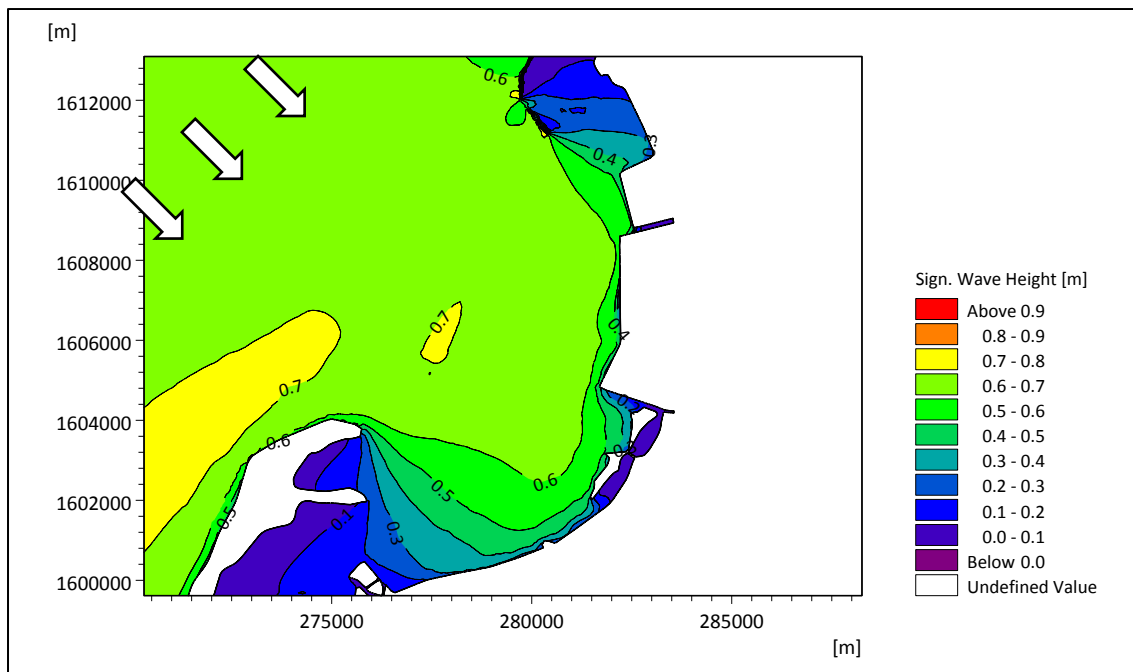 [m]
1612000
1610000
1608000
1606000
1604000
1602000
1600000
275000
280000
285000
[m]
0.6
0.3
0.4
0.4
0.7
0.7
0.6
0.6
0.5
0.5
0.3
0.1
Sign. Wave Height [m]
Above 0.9
0.8 - 0.9
0.7 - 0.8
0.6 - 0.7
0.5 - 0.6
0.4 - 0.5
0.3 - 0.4
0.2 - 0.3
0.1 - 0.2
0.0 - 0.1
Below 0.0
Undefined Value